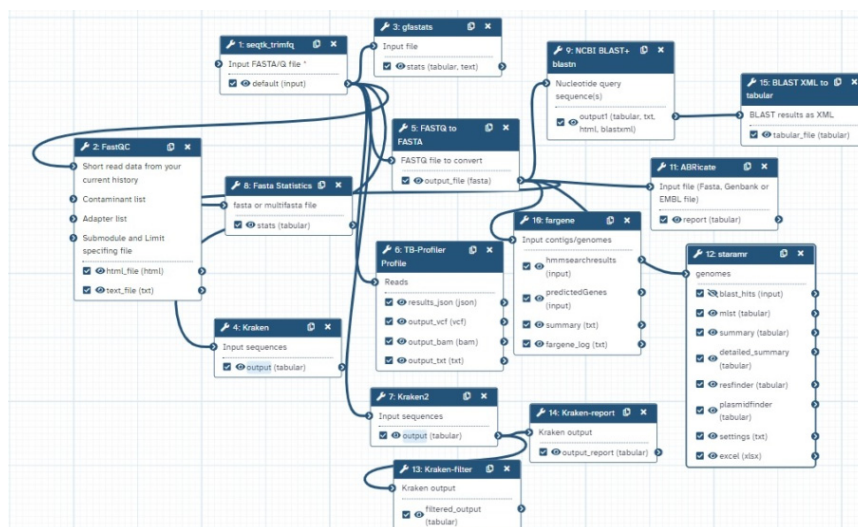 1: seqtk_trimfq
Input FASTA/Q file *
default (input)
3: gfastats
Input file
stats (tabular, text)
9: NCBI BLAST+
blastn
Nucleotide query
sequence(s)
output1 (tabular, txt,
html, blastxml)
15: BLAST XML to
tabular
BLAST results as XML
tabular_file (tabular)
2: FastQC
Short read data from your
current history
Contaminant list
Adapter list
Submodule and Limit
specifing file
html_file (html)
text_file (txt)
5: FASTQ to
FASTA
FASTQ file to convert
output_file (fasta)
8: Fasta Statistics
fasta or multifasta file
stats (tabular)
11: ABRicate
Input file (Fasta, Genbank or
EMBL file)
report (tabular)
10: fargene
Input contigs/genomes
hmmsearchresults
(input)
predictedGenes
(input)
summary (txt)
fargene_log (txt)
6: TB-Profiler
Profile
Reads
results_json (json)
output_vcf (vcf)
output_bam (bam)
output_txt (txt)
12: staramr
genomes
blast_hits (input)
mlst (tabular)
summary (tabular)
detailed_summary
(tabular)
resfinder (tabular)
plasmidfinder
(tabular)
settings (txt)
excel (xlsx)
4: Kraken
Input sequences
output (tabular)
7: Kraken2
Input sequences
output (tabular)
14: Kraken-report
Kraken output
output_report (tabular)
13: Kraken-filter
Kraken output
filtered_output
(tabular)